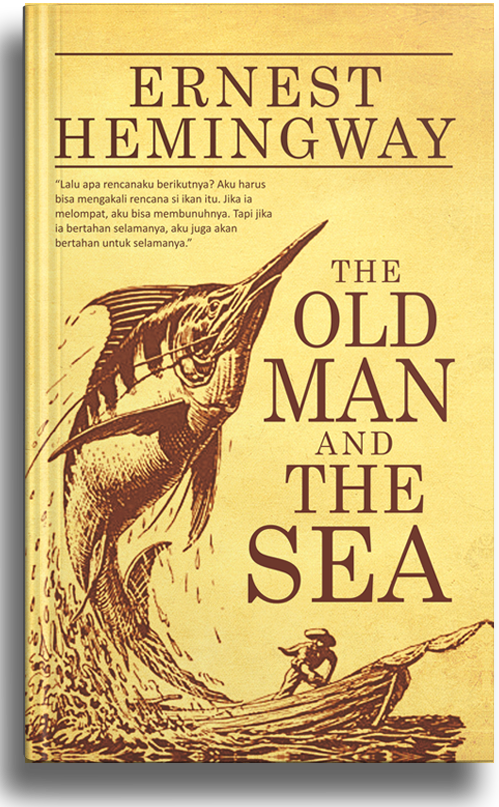 ERNEST
HEMINGWAY
“Lalu apa rencanaku berikutnya? Aku harus
bisa mengakali rencana si ikan itu. Jika ia
melompat, aku bisa membunuhnya. Tapi jika
ia bertahan selamanya, aku juga akan
bertahan untuk selamanya.”
THE
OLD
MAN
AND
THE
SEA